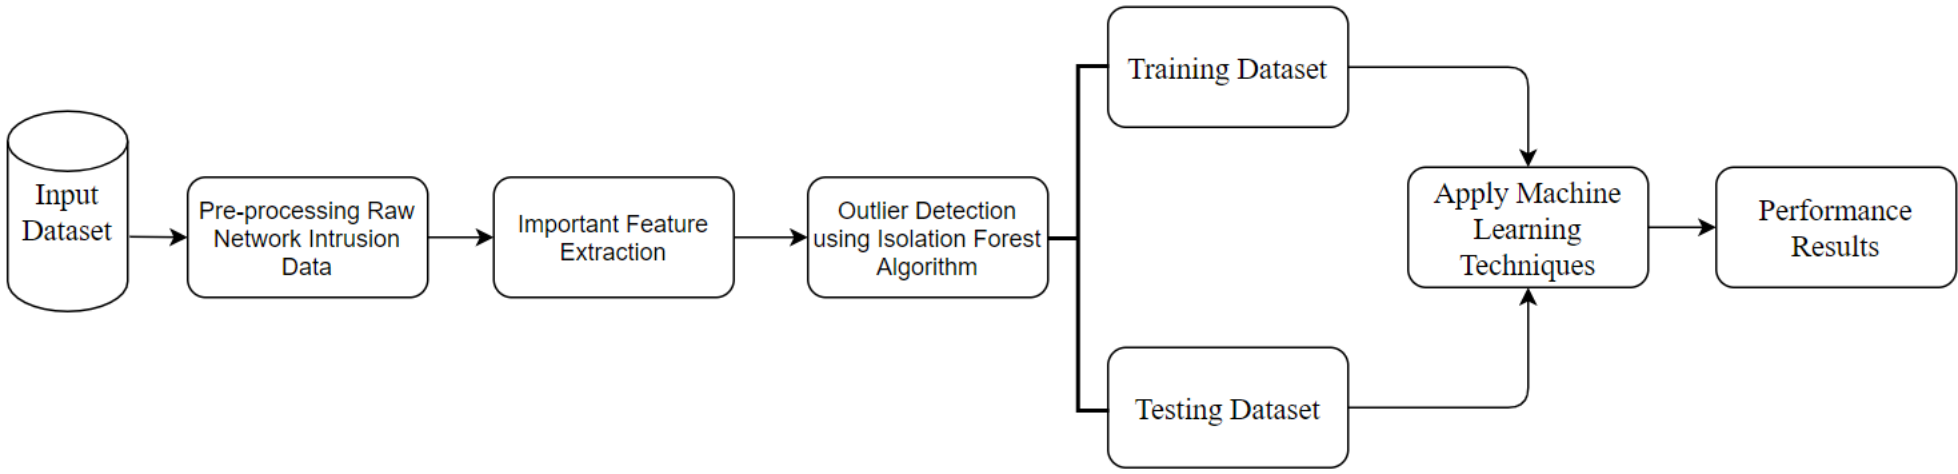 Input
Dataset
Pre-processing Raw
Network Intrusion
Data
Important Feature
Extraction
Outlier Detection
using Isolation Forest
Algorithm
Training Dataset
Testing Dataset
Apply Machine
Learning
Techniques
Performance
Results